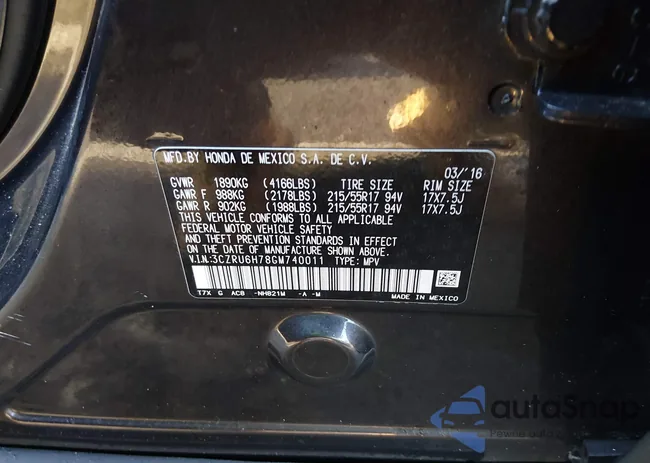 MFD.BY HONDA DE MEXICO S.A. DE C.V. 03/'16
GVWR 1890KG (4166LBS) TIRE SIZE RIM SIZE
GAWR F 988KG (2178LBS) 215/55R17 94V 17X7.5J
GAWR R 902KG (1988LBS) 215/55R17 94V 17X7.5J
THIS VEHICLE CONFORMS TO ALL APPLICABLE
FEDERAL MOTOR VEHICLE SAFETY
AND THEFT PREVENTION STANDARDS IN EFFECT
ON THE DATE OF MANUFACTURE SHOWN ABOVE.
V.I.N:3CZRU6H78GM740011 TYPE: MPV
T7X G AC8 -NH821M -A -M MADE IN MEXICO
autoSnap
Pewne auto z